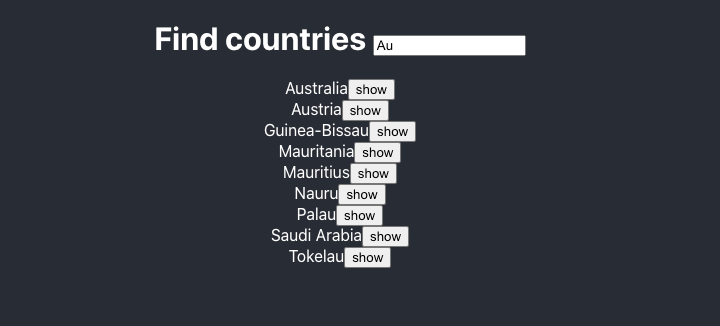 Find countries Au
Australia show
Austria show
Guinea-Bissau show
Mauritania show
Mauritius show
Nauru show
Palau show
Saudi Arabia show
Tokelau show